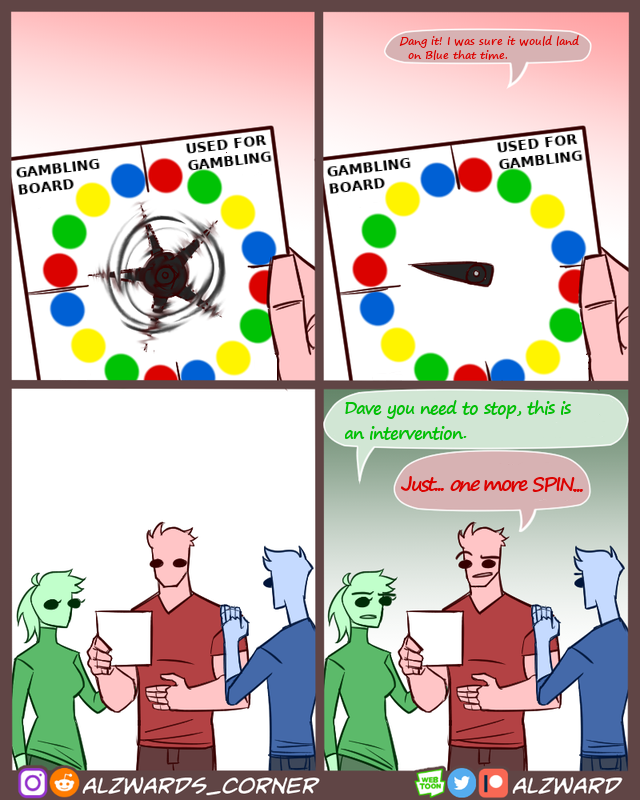 GAMBLING
BOARD
USED FOR
GAMBLING
Dang it! I was sure it would land
on Blue that time.
GAMBLING
BOARD
USED FOR
GAMBLING
Dave you need to stop, this is
an intervention.
Just... one more SPIN...
ALZWARDS_CORNER
WEB
TOON
ALZWARD